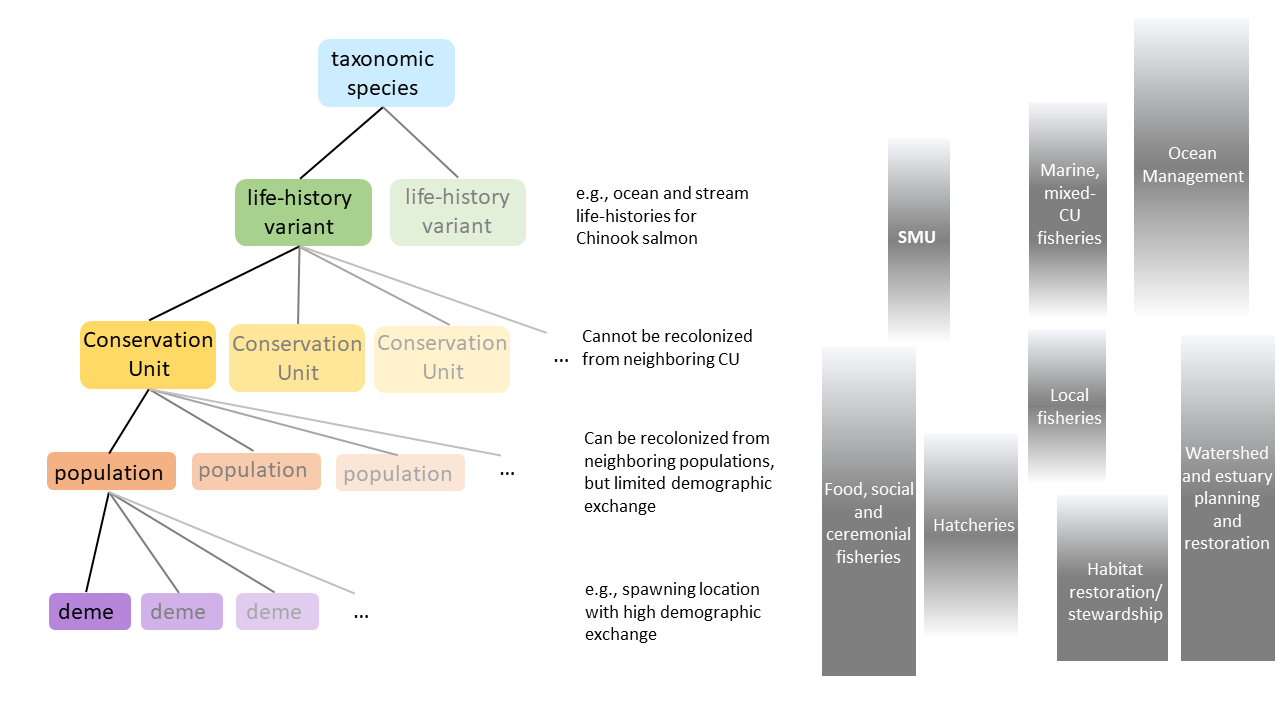 taxonomic
species
life-history
variant
life-history
variant
e.g., ocean and stream
life-histories for
Chinook salmon
Conservation
Unit
Conservation
Unit
Conservation
Unit
...
Cannot be recolonized
from neighboring CU
population
population
population
...
Can be recolonized from
neighboring populations,
but limited demographic
exchange
deme
deme
deme
...
e.g., spawning location
with high demographic
exchange
SMU
Marine,
mixed-
CU
fisheries
Ocean
Management
Food, social
and
ceremonial
fisheries
Hatcheries
Local
fisheries
Habitat
restoration/
stewardship
Watershed
and estuary
planning
and
restoration